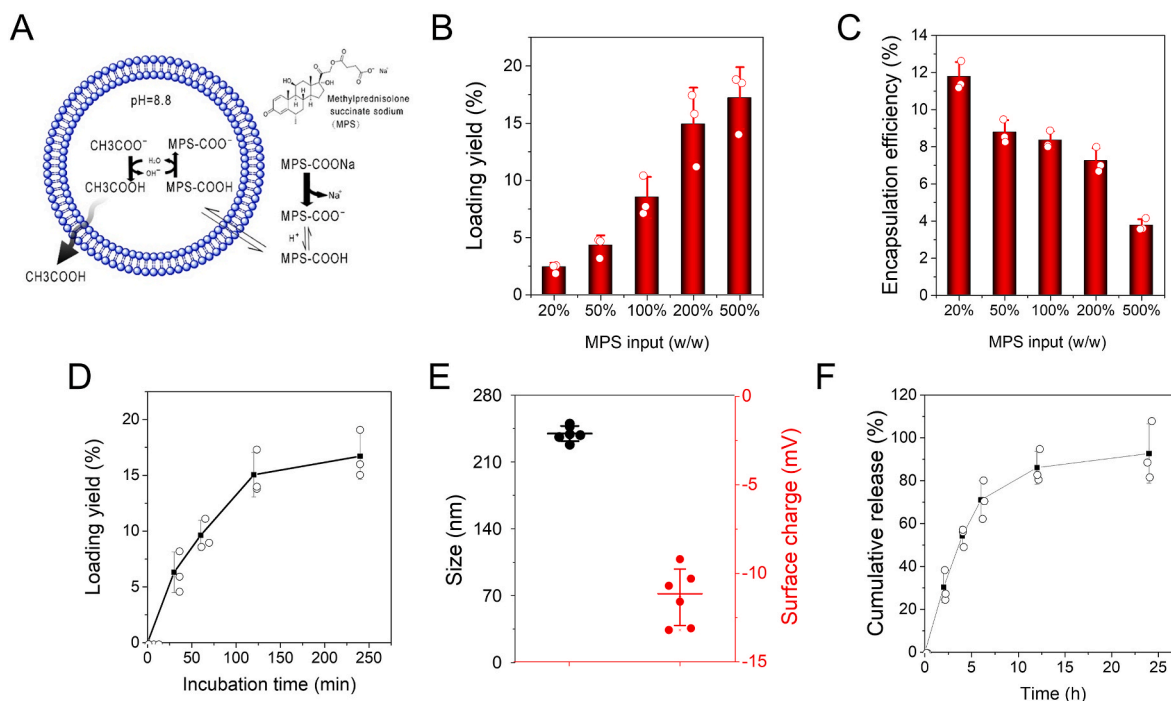 A
pH=8.8
CH3COO⁻
MPS-COO⁻
H₂O
OH⁻
CH3COOH
MPS-COOH
CH3COOH
O
O
O
O⁻ Na⁺
HO
OH
O
Methylprednisolone
succinate sodium
(MPS)
MPS-COONa
Na⁺
MPS-COO⁻
H⁺
MPS-COOH
B
Loading yield (%)
20
15
10
5
0
20% 50% 100% 200% 500%
MPS input (w/w)
C
Encapsulation efficiency (%)
14
12
10
8
6
4
2
0
20% 50% 100% 200% 500%
MPS input (w/w)
D
Loading yield (%)
20
15
10
5
0
0 50 100 150 200 250
Incubation time (min)
E
Size (nm)
280
210
140
70
0
0
-5
-10
-15
Surface charge (mV)
F
Cumulative release (%)
120
100
80
60
40
20
0
0 5 10 15 20 25
Time (h)